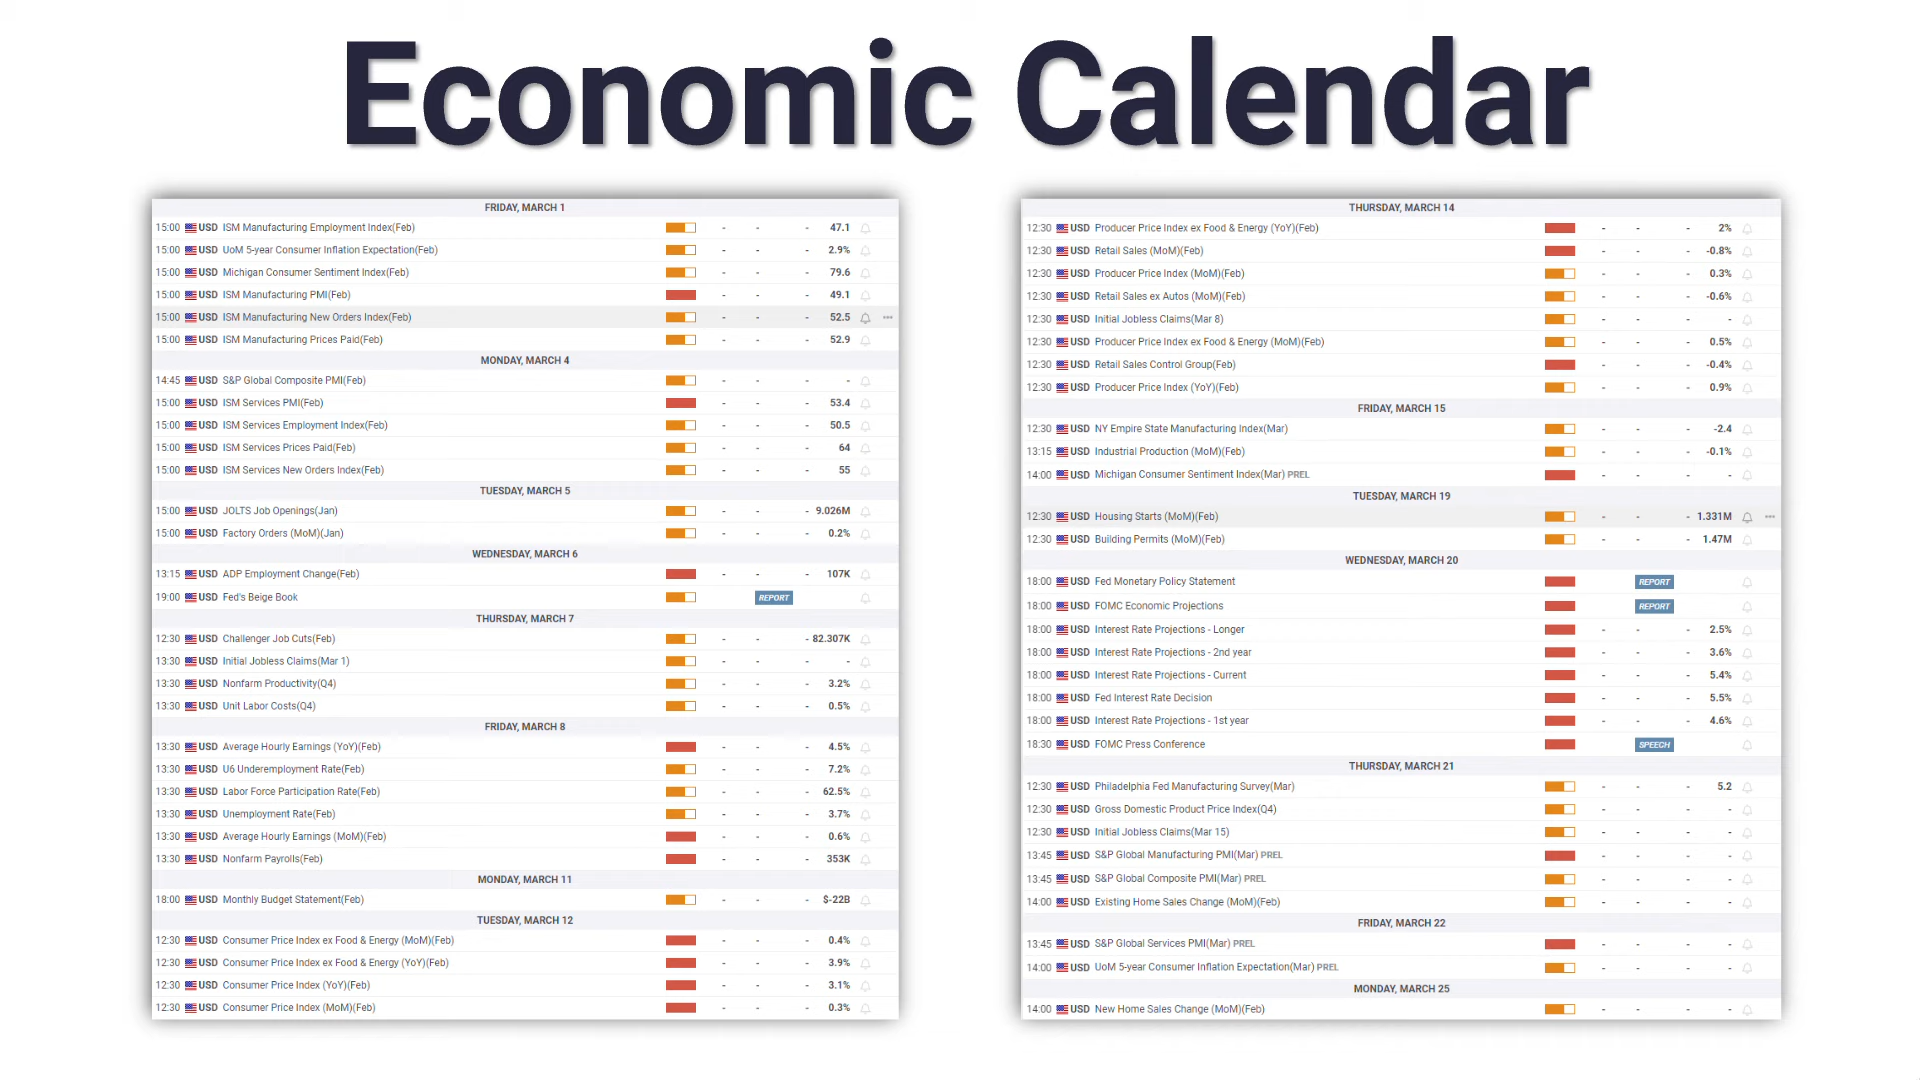 Economic Calendar
FRIDAY, MARCH 1
15:00 USD ISM Manufacturing Employment Index(Feb) - - - 47.1
15:00 USD UoM 5-year Consumer Inflation Expectation(Feb) - - - 2.9%
15:00 USD Michigan Consumer Sentiment Index(Feb) - - - 79.6
15:00 USD ISM Manufacturing PMI(Feb) - - - 49.1
15:00 USD ISM Manufacturing New Orders Index(Feb) - - - 52.5
15:00 USD ISM Manufacturing Prices Paid(Feb) - - - 52.9
MONDAY, MARCH 4
14:45 USD S&P Global Composite PMI(Feb) - - - -
15:00 USD ISM Services PMI(Feb) - - - 53.4
15:00 USD ISM Services Employment Index(Feb) - - - 50.5
15:00 USD ISM Services Prices Paid(Feb) - - - 64
15:00 USD ISM Services New Orders Index(Feb) - - - 55
TUESDAY, MARCH 5
15:00 USD JOLTS Job Openings(Jan) - - - 9.026M
15:00 USD Factory Orders (MoM)(Jan) - - - 0.2%
WEDNESDAY, MARCH 6
13:15 USD ADP Employment Change(Feb) - - - 107K
19:00 USD Fed's Beige Book REPORT
THURSDAY, MARCH 7
12:30 USD Challenger Job Cuts(Feb) - - - 82.307K
13:30 USD Initial Jobless Claims(Mar 1) - - - -
13:30 USD Nonfarm Productivity(Q4) - - - 3.2%
13:30 USD Unit Labor Costs(Q4) - - - 0.5%
FRIDAY, MARCH 8
13:30 USD Average Hourly Earnings (YoY)(Feb) - - - 4.5%
13:30 USD U6 Underemployment Rate(Feb) - - - 7.2%
13:30 USD Labor Force Participation Rate(Feb) - - - 62.5%
13:30 USD Unemployment Rate(Feb) - - - 3.7%
13:30 USD Average Hourly Earnings (MoM)(Feb) - - - 0.6%
13:30 USD Nonfarm Payrolls(Feb) - - - 353K
MONDAY, MARCH 11
18:00 USD Monthly Budget Statement(Feb) - - - $-22B
TUESDAY, MARCH 12
12:30 USD Consumer Price Index ex Food & Energy (MoM)(Feb) - - - 0.4%
12:30 USD Consumer Price Index ex Food & Energy (YoY)(Feb) - - - 3.9%
12:30 USD Consumer Price Index (YoY)(Feb) - - - 3.1%
12:30 USD Consumer Price Index (MoM)(Feb) - - - 0.3%
THURSDAY, MARCH 14
12:30 USD Producer Price Index ex Food & Energy (YoY)(Feb) - - - 2%
12:30 USD Retail Sales (MoM)(Feb) - - - -0.8%
12:30 USD Producer Price Index (MoM)(Feb) - - - 0.3%
12:30 USD Retail Sales ex Autos (MoM)(Feb) - - - -0.6%
12:30 USD Initial Jobless Claims(Mar 8) - - - -
12:30 USD Producer Price Index ex Food & Energy (MoM)(Feb) - - - 0.5%
12:30 USD Retail Sales Control Group(Feb) - - - -0.4%
12:30 USD Producer Price Index (YoY)(Feb) - - - 0.9%
FRIDAY, MARCH 15
12:30 USD NY Empire State Manufacturing Index(Mar) - - - -2.4
13:15 USD Industrial Production (MoM)(Feb) - - - -0.1%
14:00 USD Michigan Consumer Sentiment Index(Mar) PREL - - - -
TUESDAY, MARCH 19
12:30 USD Housing Starts (MoM)(Feb) - - - 1.331M
12:30 USD Building Permits (MoM)(Feb) - - - 1.47M
WEDNESDAY, MARCH 20
18:00 USD Fed Monetary Policy Statement REPORT
18:00 USD FOMC Economic Projections REPORT
18:00 USD Interest Rate Projections - Longer - - - 2.5%
18:00 USD Interest Rate Projections - 2nd year - - - 3.6%
18:00 USD Interest Rate Projections - Current - - - 5.4%
18:00 USD Fed Interest Rate Decision - - - 5.5%
18:00 USD Interest Rate Projections - 1st year - - - 4.6%
18:30 USD FOMC Press Conference SPEECH
THURSDAY, MARCH 21
12:30 USD Philadelphia Fed Manufacturing Survey(Mar) - - - 5.2
12:30 USD Gross Domestic Product Price Index(Q4) - - - -
12:30 USD Initial Jobless Claims(Mar 15) - - - -
13:45 USD S&P Global Manufacturing PMI(Mar) PREL - - - -
13:45 USD S&P Global Composite PMI(Mar) PREL - - - -
14:00 USD Existing Home Sales Change (MoM)(Feb) - - - -
FRIDAY, MARCH 22
13:45 USD S&P Global Services PMI(Mar) PREL - - - -
14:00 USD UoM 5-year Consumer Inflation Expectation(Mar) PREL - - - -
MONDAY, MARCH 25
14:00 USD New Home Sales Change (MoM)(Feb) - - - -